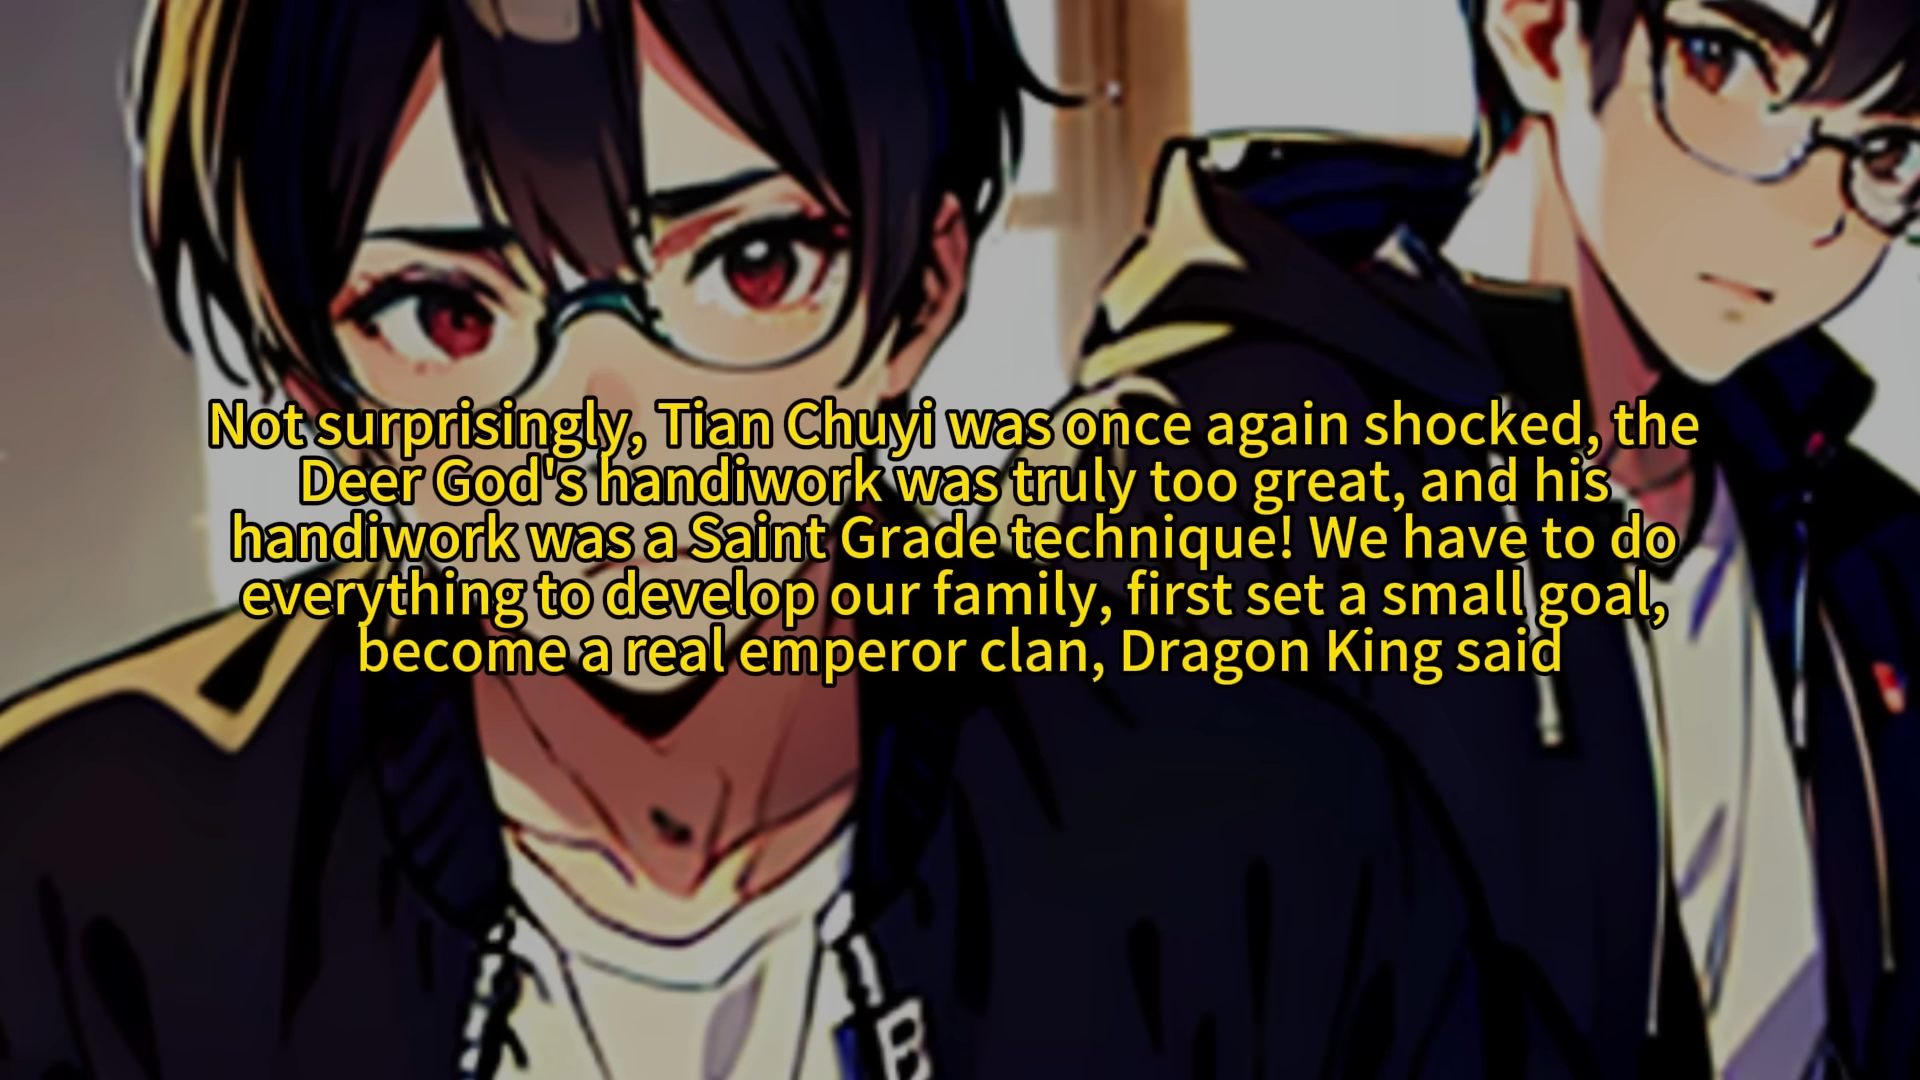 Not surprisingly, Tian Chuyi was once again shocked, the
Deer God's handiwork was truly too great, and his
handiwork was a Saint Grade technique! We have to do
everything to develop our family, first set a small goal,
become a real emperor clan, Dragon King said
B